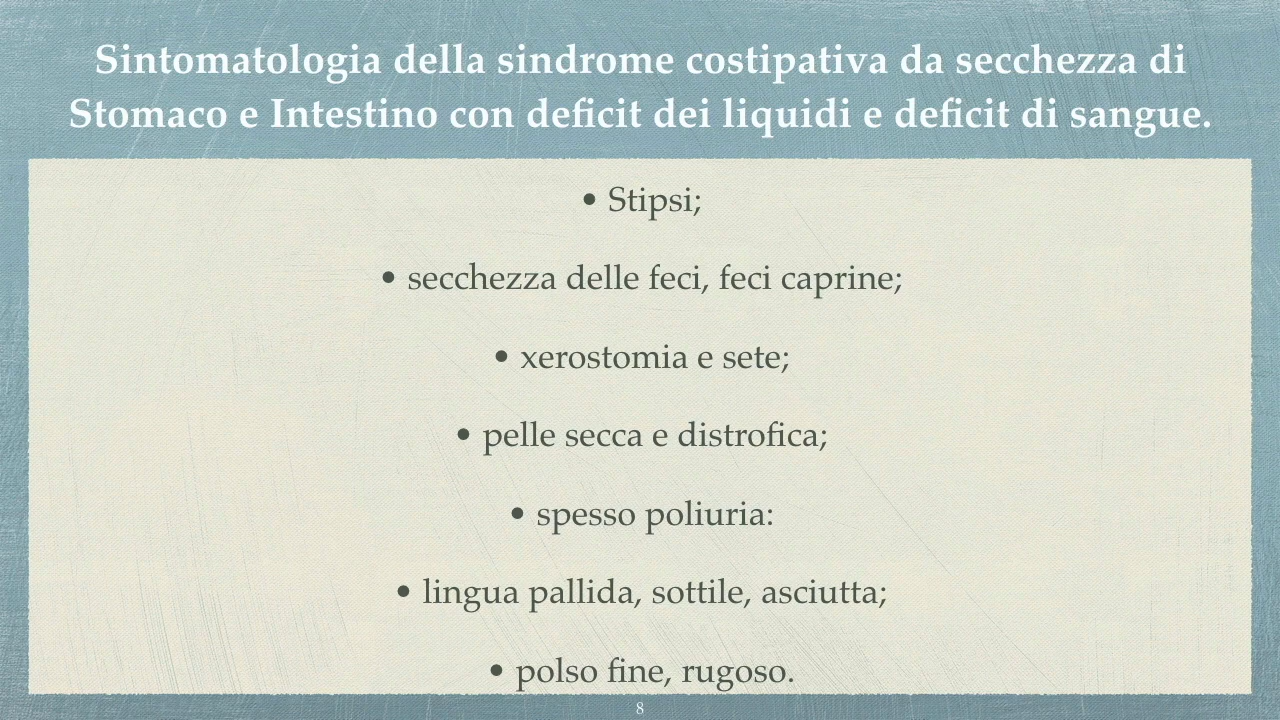 Sintomatologia della sindrome costipativa da secchezza di
Stomaco e Intestino con deficit dei liquidi e deficit di sangue.
• Stipsi;
• secchezza delle feci, feci caprine;
• xerostomia e sete;
• pelle secca e distrofica;
• spesso poliuria:
• lingua pallida, sottile, asciutta;
• polso fine, rugoso.
8